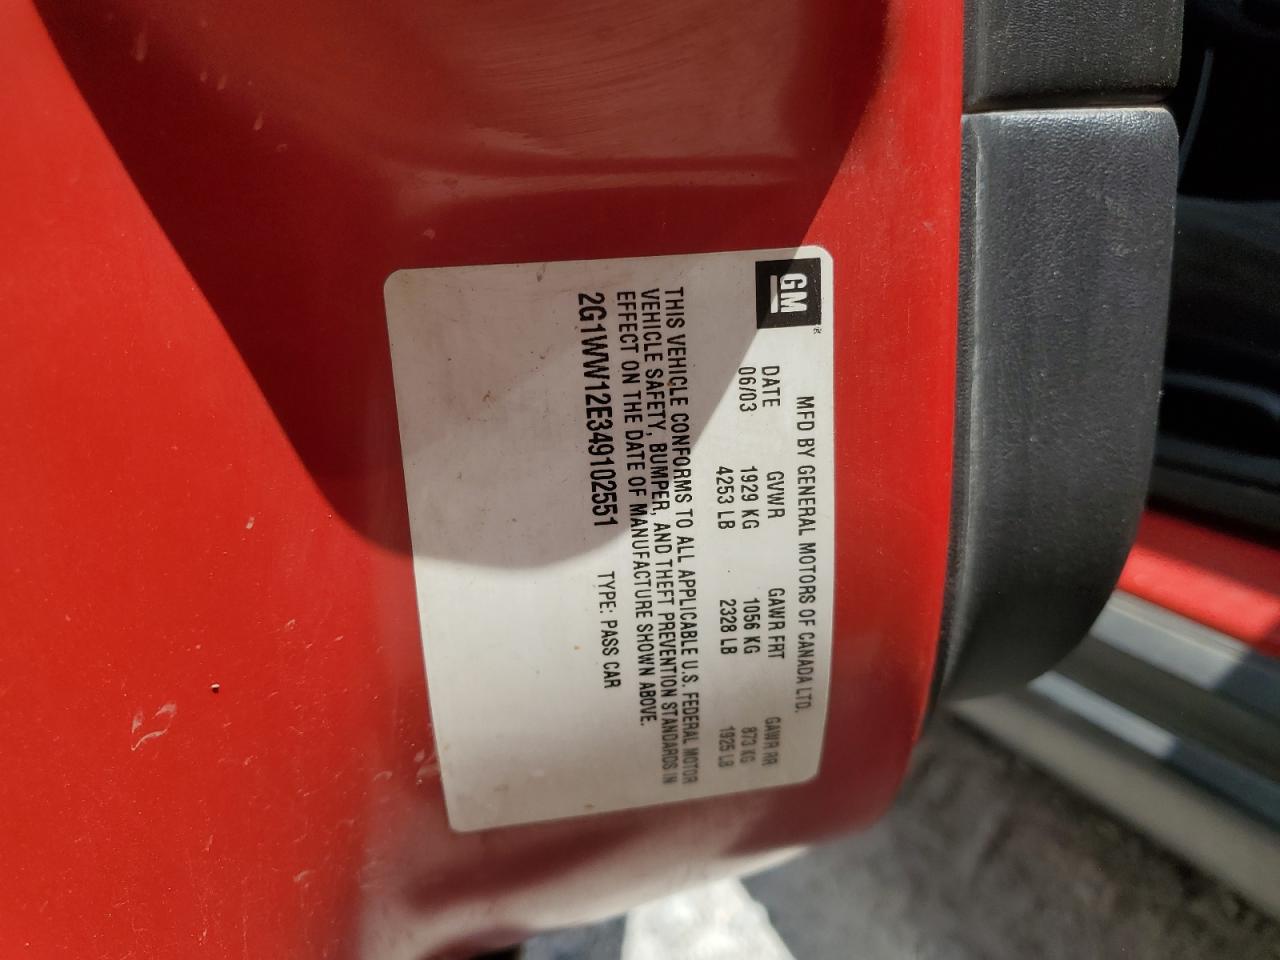 GM
MFD BY GENERAL MOTORS OF CANADA LTD.
DATE GVWR GAWR FRT GAWR RR
06/03 1929 KG 1056 KG 873 KG
4253 LB 2328 LB 1925 LB
THIS VEHICLE CONFORMS TO ALL APPLICABLE U.S. FEDERAL MOTOR
VEHICLE SAFETY, BUMPER, AND THEFT PREVENTION STANDARDS IN
EFFECT ON THE DATE OF MANUFACTURE SHOWN ABOVE.
2G1WW12E349102551 TYPE: PASS CAR